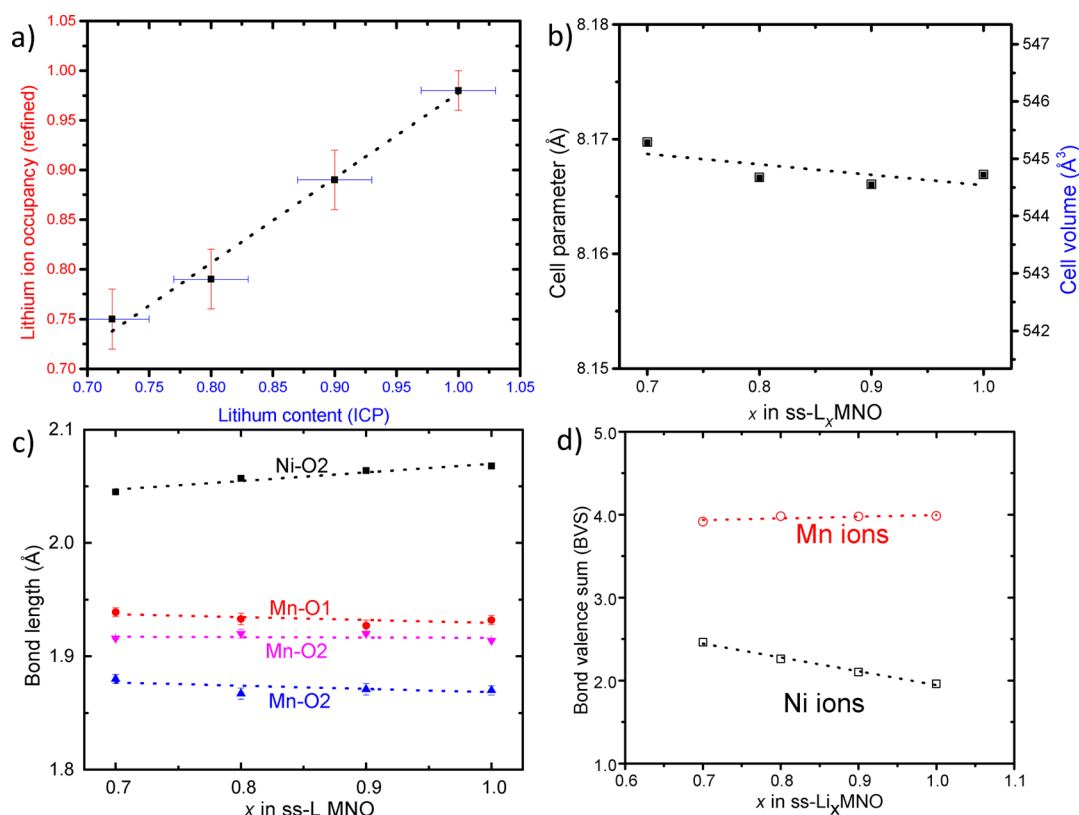 a)
Lithium ion occupancy (refined)
1.05
1.00
0.95
0.90
0.85
0.80
0.75
0.70
0.70 0.75 0.80 0.85 0.90 0.95 1.00 1.05
Litihum content (ICP)
b)
Cell parameter (Å)
8.18
8.17
8.16
8.15
547
546
545
544
543
542
Cell volume (Å³)
0.7 0.8 0.9 1.0
x in ss-LₓMNO
c)
Bond length (Å)
2.1
2.0
1.9
1.8
Ni-O2
Mn-O1
Mn-O2
Mn-O2
0.7 0.8 0.9 1.0
x in ss-L MNO
d)
Bond valence sum (BVS)
5.0
4.0
3.0
2.0
1.0
Mn ions
Ni ions
0.6 0.7 0.8 0.9 1.0 1.1
x in ss-LiₓMNO